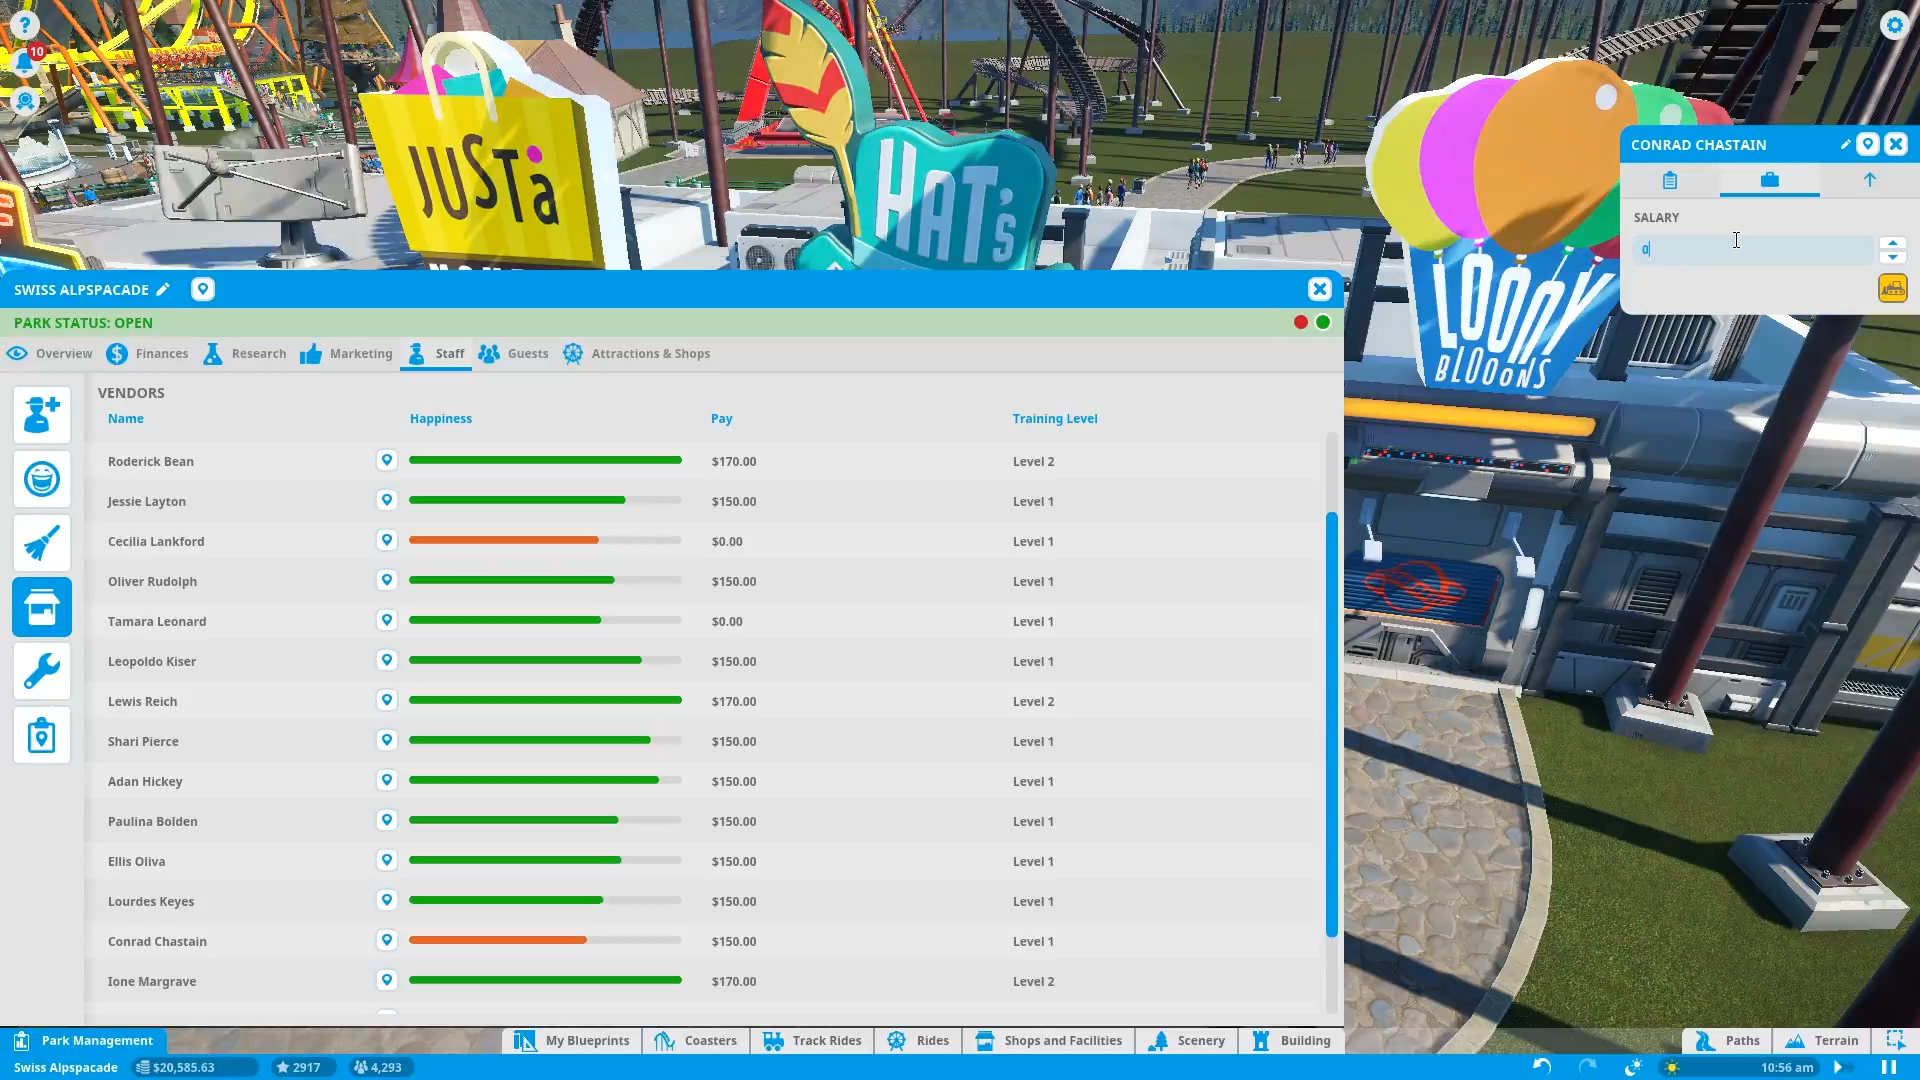 ?
10
JUSTa
HAT's
LOONY
BLOOONS
CONRAD CHASTAIN
SALARY
0
SWISS ALPSPACADE
PARK STATUS: OPEN
Overview Finances Research Marketing Staff Guests Attractions & Shops
VENDORS
Name Happiness Pay Training Level
Roderick Bean $170.00 Level 2
Jessie Layton $150.00 Level 1
Cecilia Lankford $0.00 Level 1
Oliver Rudolph $150.00 Level 1
Tamara Leonard $0.00 Level 1
Leopoldo Kiser $150.00 Level 1
Lewis Reich $170.00 Level 2
Shari Pierce $150.00 Level 1
Adan Hickey $150.00 Level 1
Paulina Bolden $150.00 Level 1
Ellis Oliva $150.00 Level 1
Lourdes Keyes $150.00 Level 1
Conrad Chastain $150.00 Level 1
Ione Margrave $170.00 Level 2
Park Management My Blueprints Coasters Track Rides Rides Shops and Facilities Scenery Building Paths Terrain
Swiss Alpspacade $20,585.63 2917 4,293 10:56 am